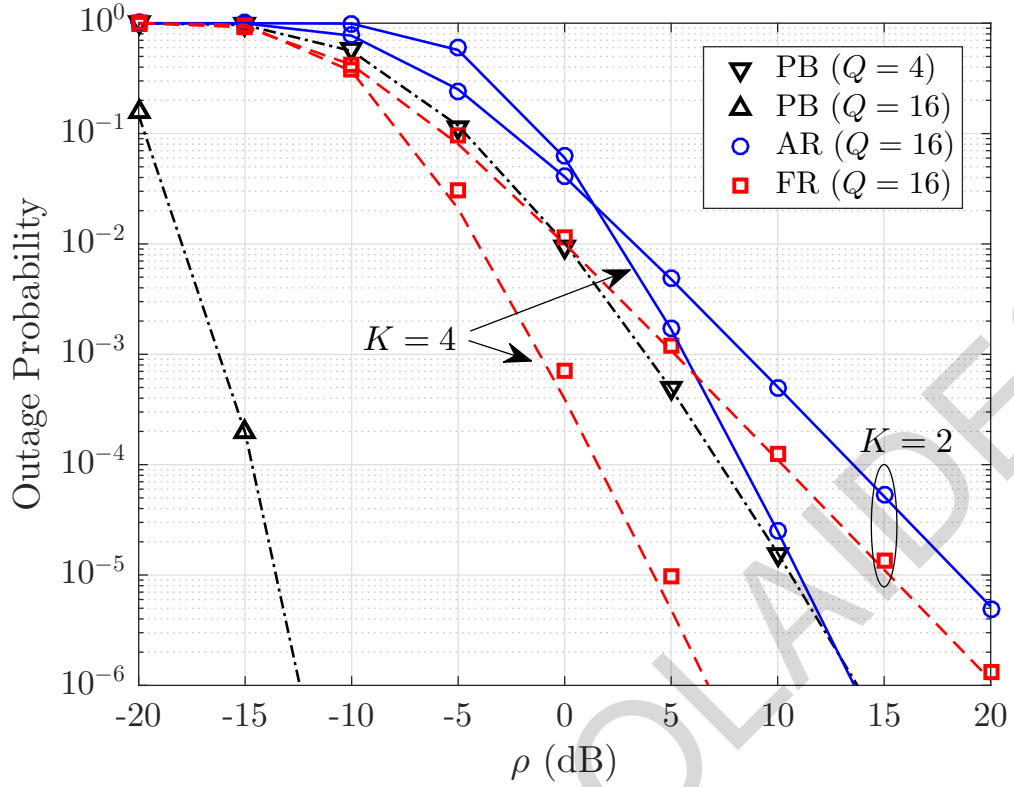 10^0
10^-1
10^-2
10^-3
10^-4
10^-5
10^-6
Outage Probability
PB (Q = 4)
PB (Q = 16)
AR (Q = 16)
FR (Q = 16)
K = 4
K = 2
-20 -15 -10 -5 0 5 10 15 20
ρ (dB)
OLAIDE